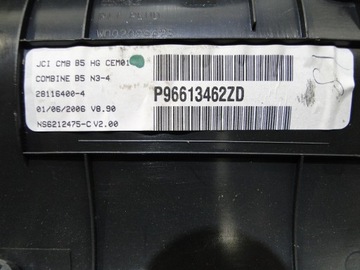 JCI CMB B5 HG CEM01
COMBINE B5 N3-4
28116400-4
01/06/2006 V8.90
NS6212475-C V2.00
P96613462ZD